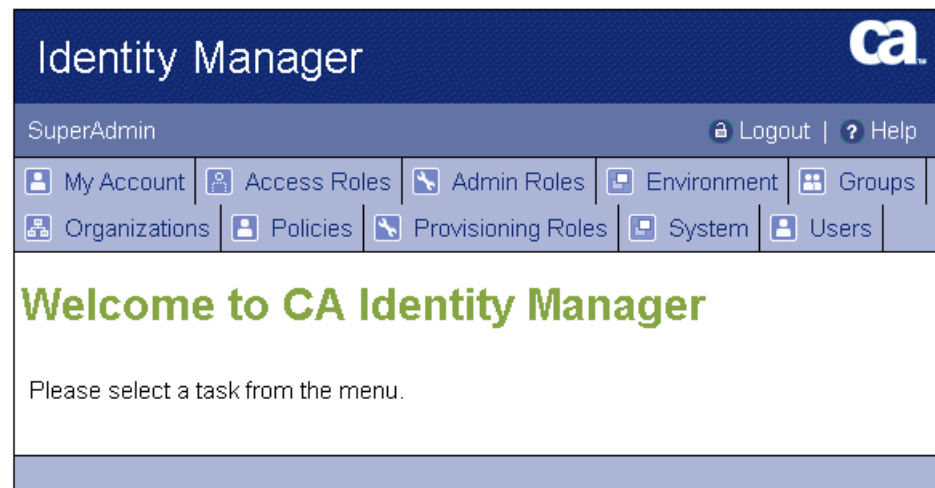 Identity Manager
ca
SuperAdmin
Logout | ? Help
My Account Access Roles Admin Roles Environment Groups
Organizations Policies Provisioning Roles System Users
Welcome to CA Identity Manager
Please select a task from the menu.